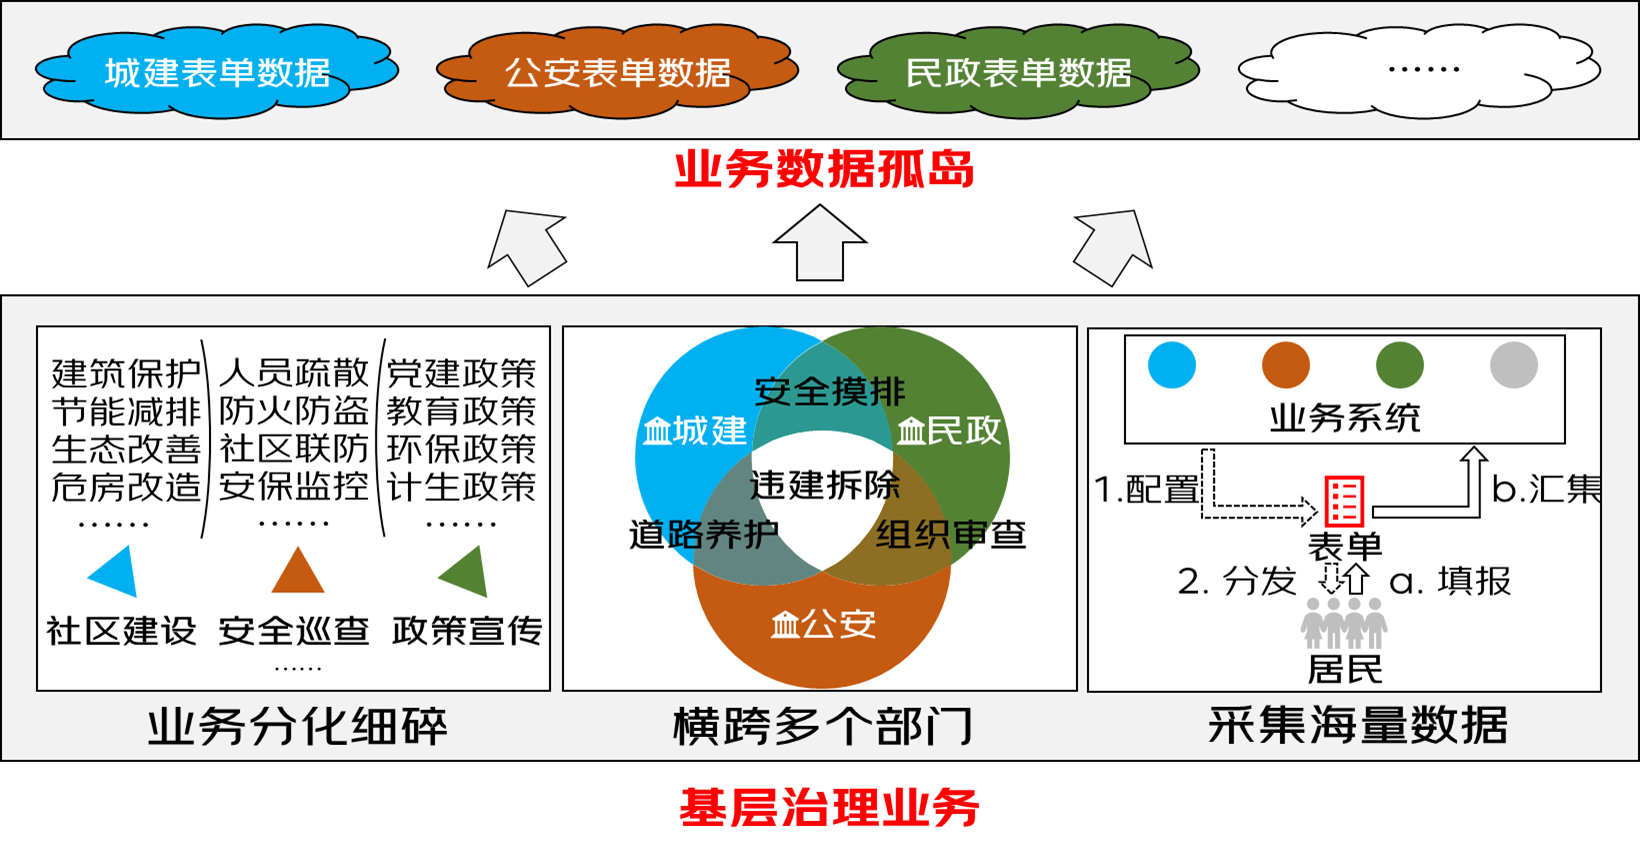 城建表单数据
公安表单数据
民政表单数据
……
业务数据孤岛
建筑保护
节能减排
生态改善
危房改造
……
人员疏散
防火防盗
社区联防
安保监控
……
党建政策
教育政策
环保政策
计生政策
……
社区建设
安全巡查
政策宣传
……
业务分化细碎
安全摸排
城建
民政
违建拆除
道路养护
组织审查
公安
横跨多个部门
业务系统
1.配置
b.汇集
表单
2. 分发
a. 填报
居民
采集海量数据
基层治理业务